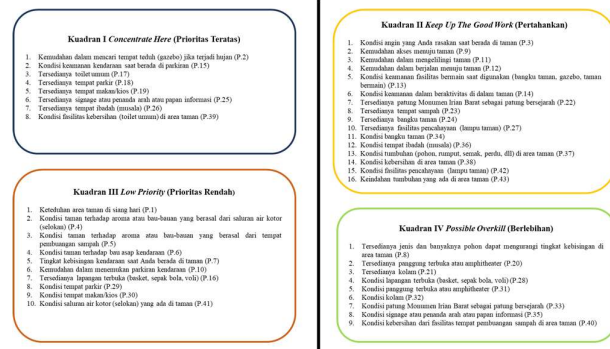 Kuadran I Concentrate Here (Prioritas Teratas)
1. Kemudahan dalam mencari tempat teduh (gazebo) jika terjadi hujan (P.2)
2. Kondisi keamanan kendaraan saat berada di parkiran (P.15)
3. Tersedianya toilet umum (P.17)
4. Tersedianya tempat parkir (P.18)
5. Tersedianya tempat makan/kios (P.19)
6. Tersedianya signage atau penanda arah atau papan informasi (P.25)
7. Tersedianya tempat ibadah (musala) (P.26)
8. Kondisi fasilitas kebersihan (toilet umum) di area taman (P.39)
Kuadran III Low Priority (Prioritas Rendah)
1. Keteduhan area taman di siang hari (P.1)
2. Kondisi taman terhadap aroma atau bau-bauan yang berasal dari saluran air kotor
(selokan) (P.4)
3. Kondisi taman terhadap aroma atau bau-bauan yang berasal dari tempat
pembuangan sampah (P.5)
4. Kondisi taman terhadap bau asap kendaraan (P.6)
5. Tingkat kebisingan kendaraan saat Anda berada di taman (P.7)
6. Kemudahan dalam menemukan parkiran kendaraan (P.10)
7. Tersedianya lapangan terbuka (basket, sepak bola, voli) (P.16)
8. Kondisi tempat parkir (P.29)
9. Kondisi tempat makan/kios (P.30)
10. Kondisi saluran air kotor (selokan) yang ada di taman (P.41)
Kuadran II Keep Up The Good Work (Pertahankan)
1. Kondisi angin yang Anda rasakan saat berada di taman (P.3)
2. Kemudahan akses menuju taman (P.9)
3. Kemudahan dalam mengelilingi taman (P.11)
4. Kemudahan dalam berjalan menuju taman (P.12)
5. Kondisi keamanan fasilitas bermain saat digunakan (bangku taman, gazebo, taman
bermain) (P.13)
6. Kondisi keamanan dalam beraktivitas di dalam taman (P.14)
7. Tersedianya patung Monumen Irian Barat sebagai patung bersejarah (P.22)
8. Tersedianya tempat sampah (P.23)
9. Tersedianya bangku taman (P.24)
10. Tersedianya fasilitas pencahayaan (lampu taman) (P.27)
11. Kondisi bangku taman (P.34)
12. Kondisi tempat ibadah (musala) (P.36)
13. Kondisi tumbuhan (pohon, rumput, semak, perdu, dll) di area taman (P.37)
14. Kondisi kebersihan di area taman (P.38)
15. Kondisi fasilitas pencahayaan (lampu taman) (P.42)
16. Keindahan tumbuhan yang ada di area taman (P.43)
Kuadran IV Possible Overkill (Berlebihan)
1. Tersedianya jenis dan banyaknya pohon dapat mengurangi tingkat kebisingan di
area taman (P.8)
2. Tersedianya panggung terbuka atau amphitheater (P.20)
3. Tersedianya kolam (P.21)
4. Kondisi lapangan terbuka (basket, sepak bola, voli) (P.28)
5. Kondisi panggung terbuka atau amphitheater (P.31)
6. Kondisi kolam (P.32)
7. Kondisi patung Monumen Irian Barat sebagai patung bersejarah (P.33)
8. Kondisi signage atau penanda arah atau papan informasi (P.35)
9. Kondisi kebersihan dari fasilitas tempat pembuangan sampah di area taman (P.40)